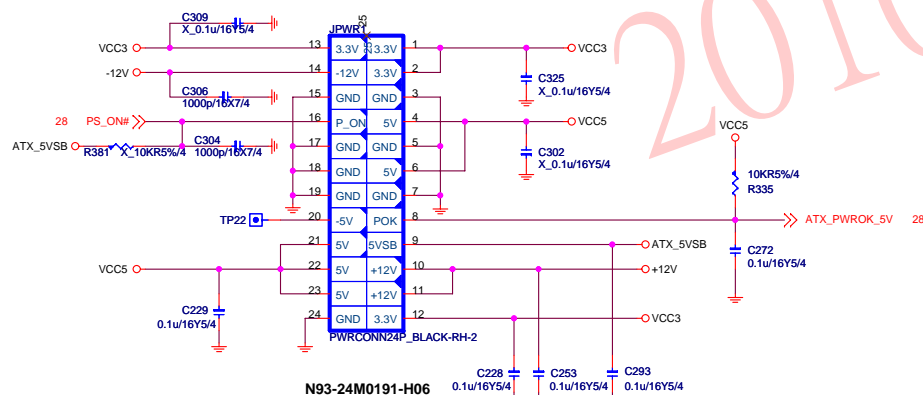 C309
X_0.1u/16Y5/4
VCC3
-12V
C306
1000p/16X7/4
28 PS_ON#
ATX_5VSB
R381 X_10KR5%/4
C304
1000p/16X7/4
TP22
VCC5
C229
0.1u/16Y5/4
JPWR1
25
13 3.3V 3.3V 1
14 -12V 3.3V 2
15 GND GND 3
16 P_ON 5V 4
17 GND GND 5
18 GND 5V 6
19 GND GND 7
20 -5V POK 8
21 5V 5VSB 9
22 5V +12V 10
23 5V +12V 11
24 GND 3.3V 12
PWRCONN24P_BLACK-RH-2
N93-24M0191-H06
VCC3
C325
X_0.1u/16Y5/4
VCC5
C302
X_0.1u/16Y5/4
VCC5
10KR5%/4
R335
ATX_PWROK_5V 28
C272
0.1u/16Y5/4
ATX_5VSB
+12V
VCC3
C228
0.1u/16Y5/4
C253
0.1u/16Y5/4
C293
0.1u/16Y5/4